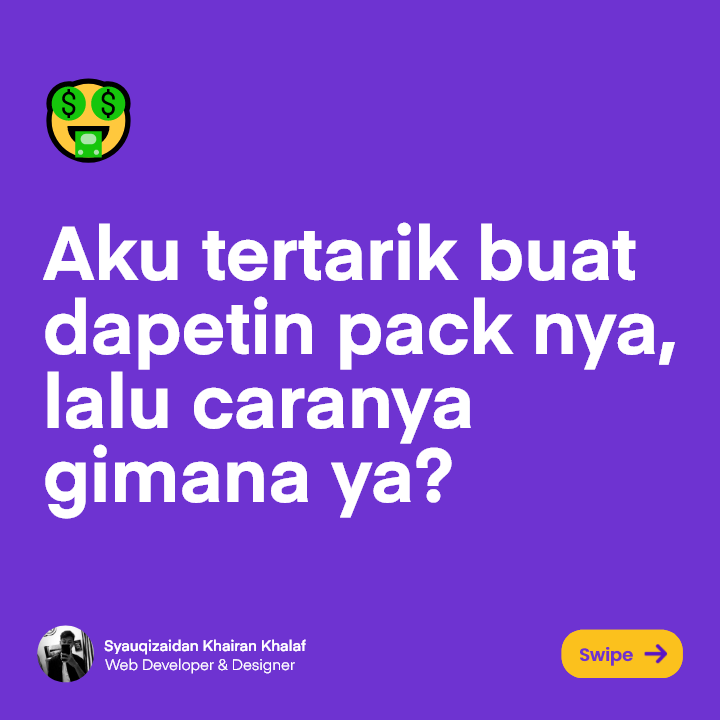 Aku tertarik buat
dapetin pack nya,
lalu caranya
gimana ya?
Syauqizaidan Khairan Khalaf
Web Developer & Designer
Swipe